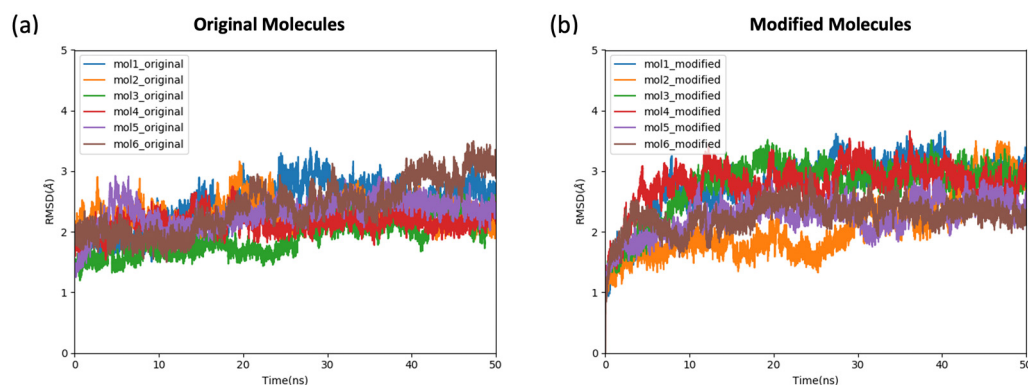 (a)
Original Molecules
mol1_original
mol2_original
mol3_original
mol4_original
mol5_original
mol6_original
RMSD(Å)
5
4
3
2
1
0
0 10 20 30 40 50
Time(ns)
(b)
Modified Molecules
mol1_modified
mol2_modified
mol3_modified
mol4_modified
mol5_modified
mol6_modified
RMSD(Å)
5
4
3
2
1
0
0 10 20 30 40 50
Time(ns)